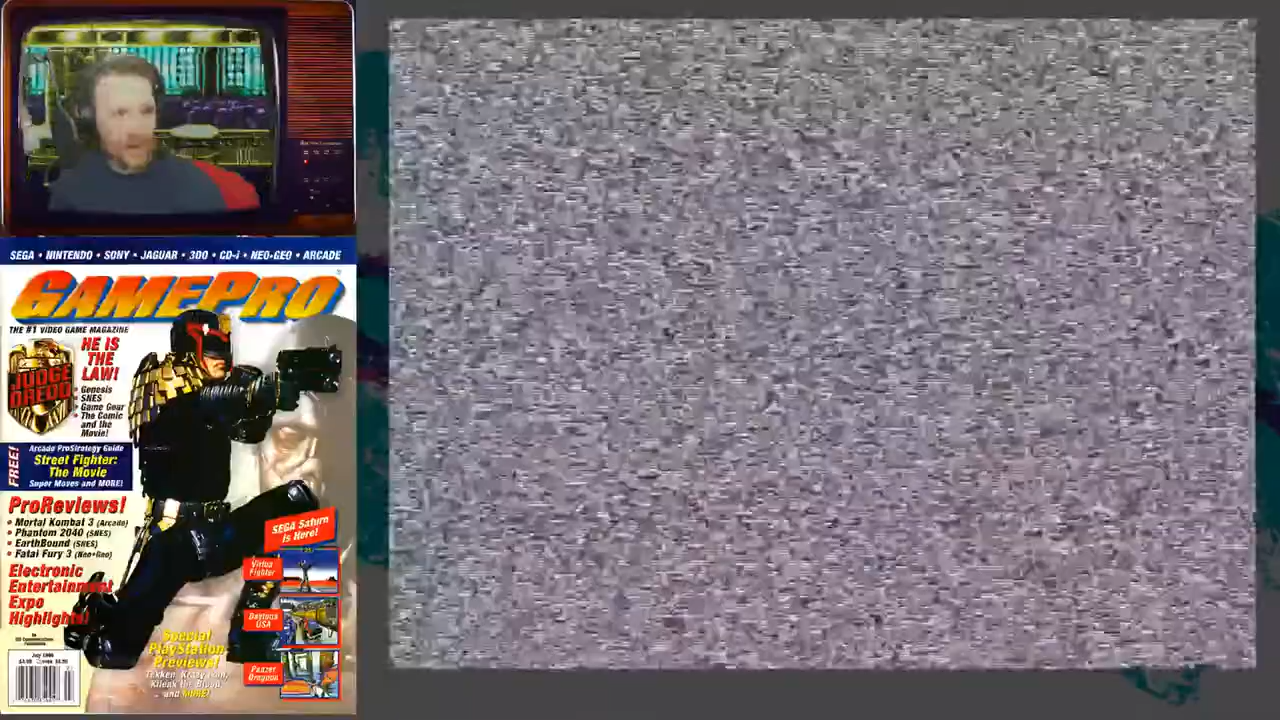 SEGA • NINTENDO • SONY • JAGUAR • 3DO • CD-i • NEO•GEO • ARCADE
GAMEPRO
THE #1 VIDEO GAME MAGAZINE
HE IS
THE
LAW!
JUDGE
DREDD
• Genesis
• SNES
• Game Gear
• The Comic
and the
Movie!
FREE!
Arcade ProStrategy Guide
Street Fighter:
The Movie
Super Moves and MORE!
ProReviews!
• Mortal Kombat 3 (Arcade)
• Phantom 2040 (SNES)
• EarthBound (SNES)
• Fatal Fury 3 (Neo•Geo)
Electronic
Entertainment
Expo
Highlights!
SEGA Saturn
is Here!
Virtua
Fighter
Daytona
USA
Panzer
Dragoon
Special
PlayStation
Previews!
Tekken, Krazy Ivan,
Kileak the Blood,
and MORE!